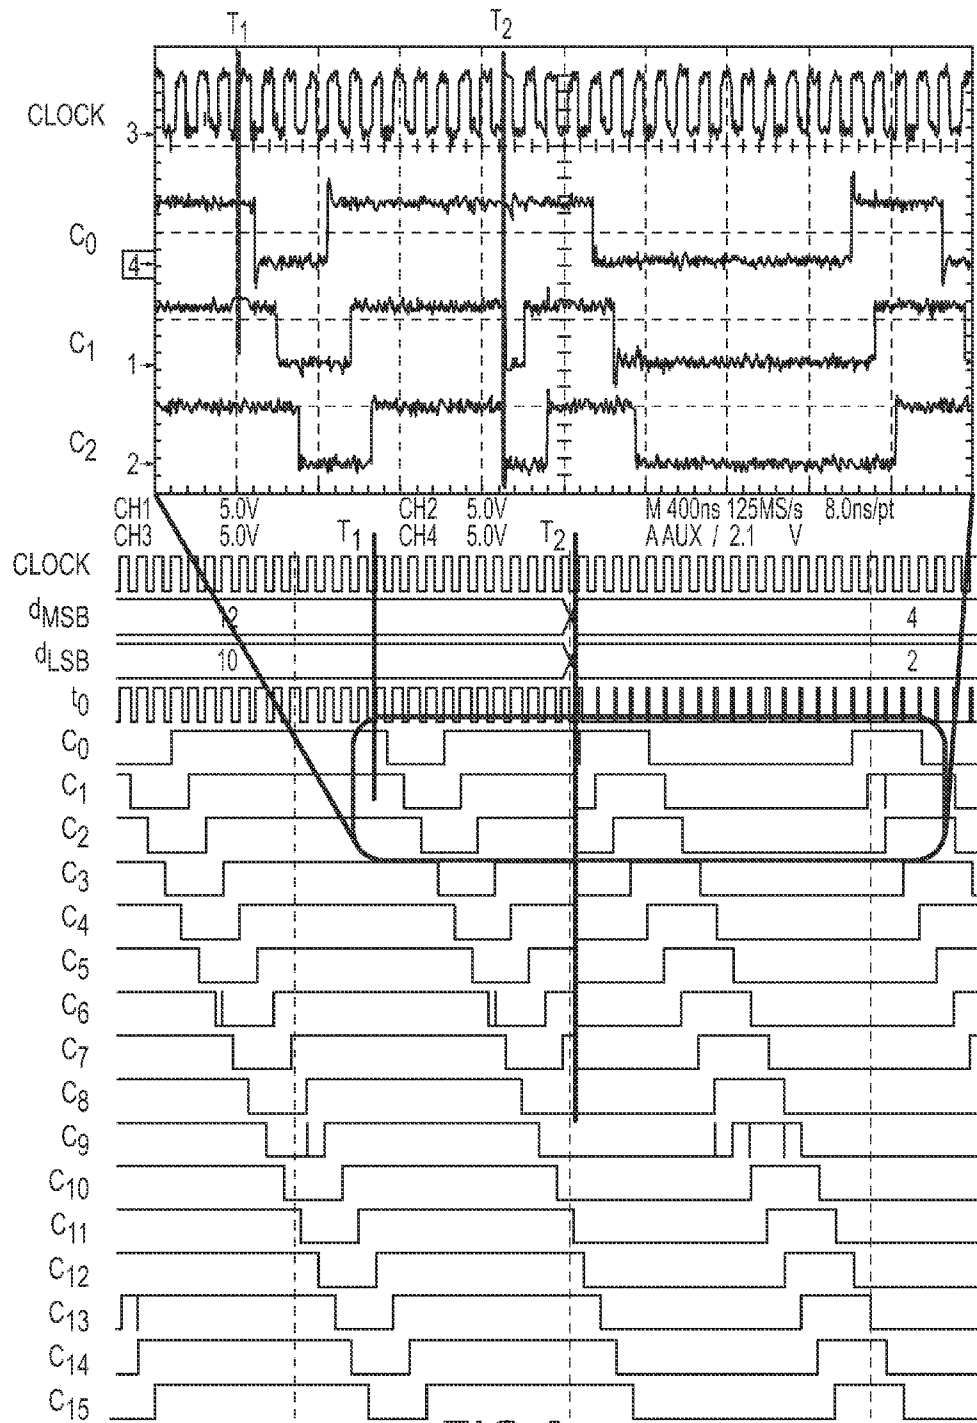 T1 T2
CLOCK 3
C0 4
C1 1
C2 2
CH1 5.0V CH2 5.0V M 400ns 125MS/s 8.0ns/pt
CH3 5.0V CH4 5.0V A AUX / 2.1 V
T1 T2
CLOCK
dMSB 12 4
dLSB 10 2
t0
C0
C1
C2
C3
C4
C5
C6
C7
C8
C9
C10
C11
C12
C13
C14
C15